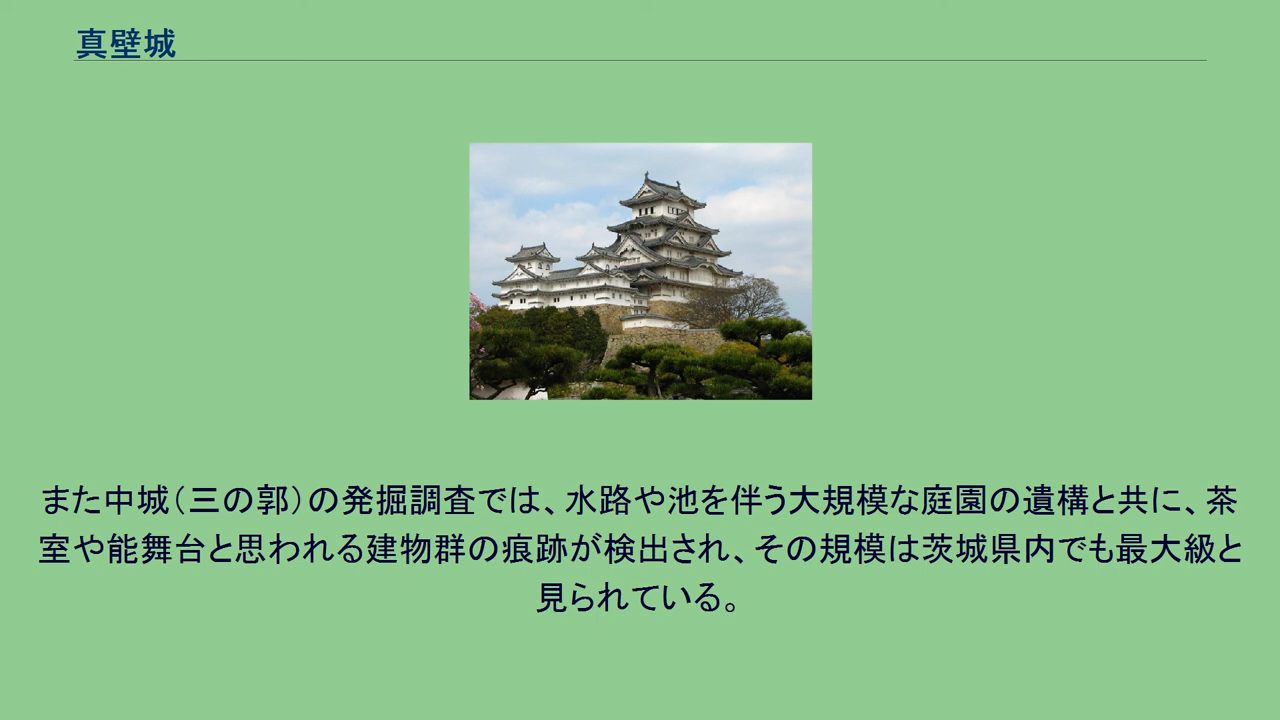 真壁城
また中城(三の郭)の発掘調査では、水路や池を伴う大規模な庭園の遺構と共に、茶
室や能舞台と思われる建物群の痕跡が検出され、その規模は茨城県内でも最大級と
見られている。